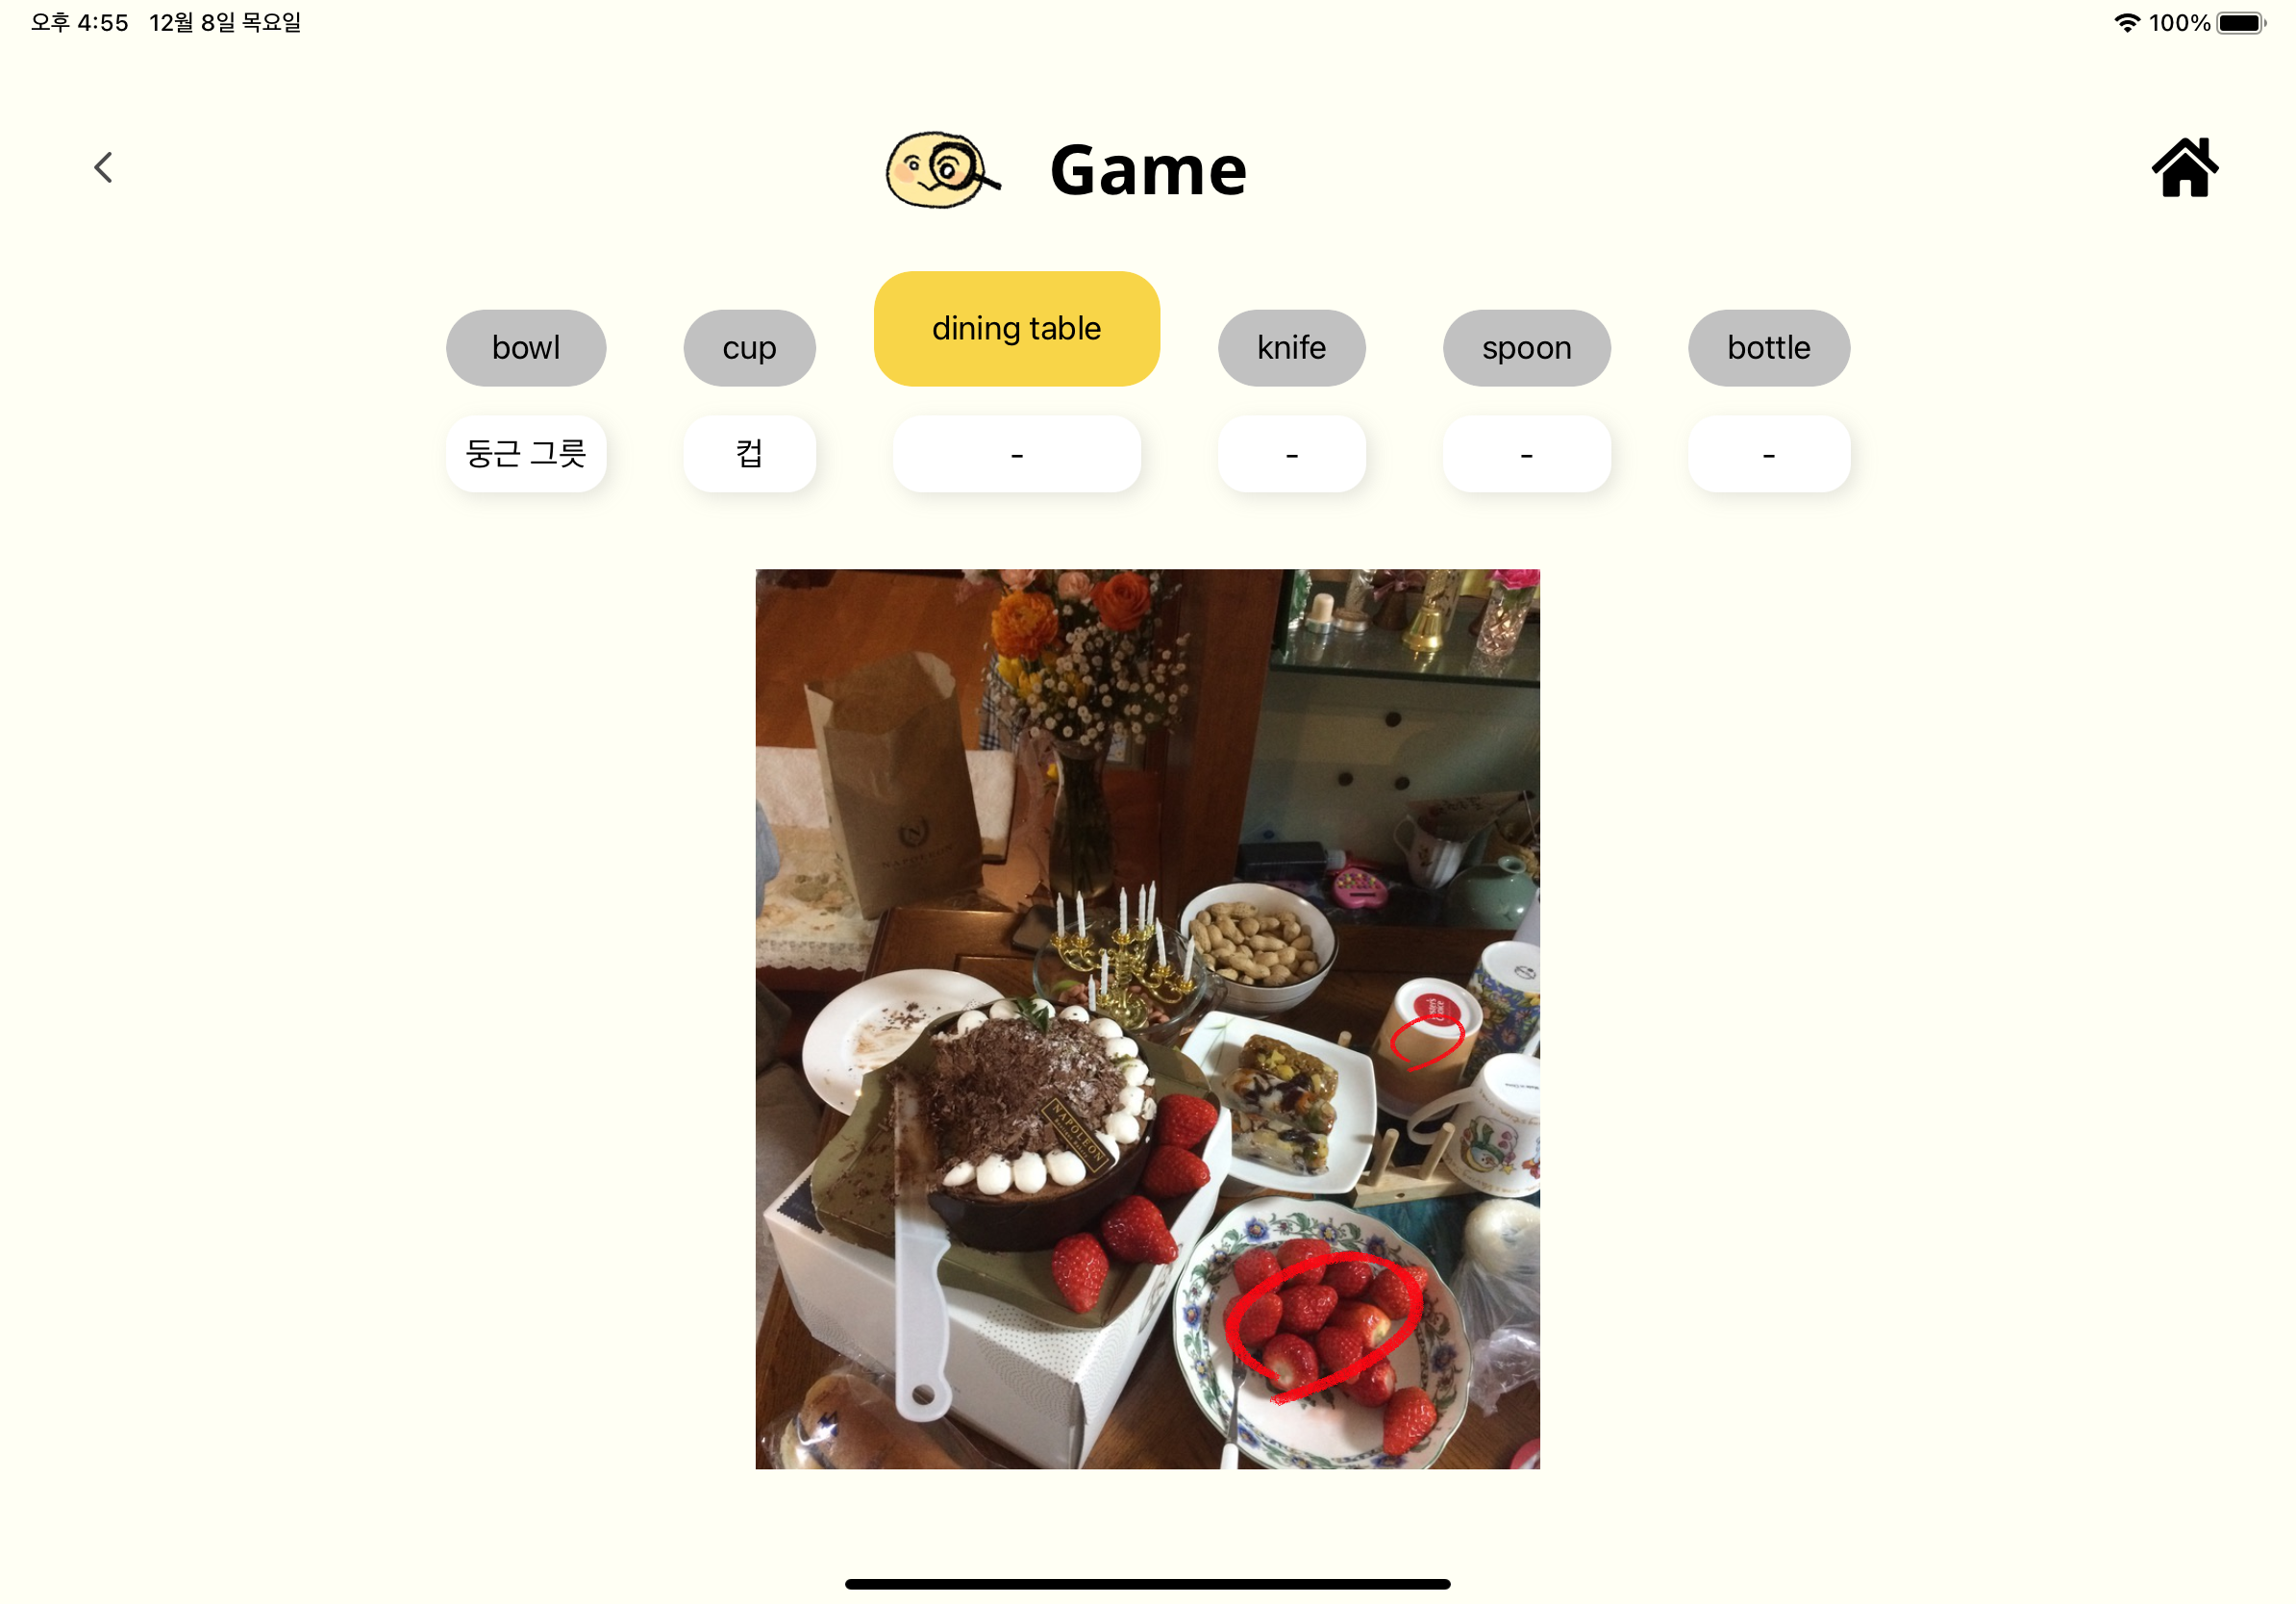 오후 4:55 12월 8일 목요일 100%
Game
bowl cup dining table knife spoon bottle
둥근 그릇 컵 - - - -
N
NAPOLEON
NAPOLEON